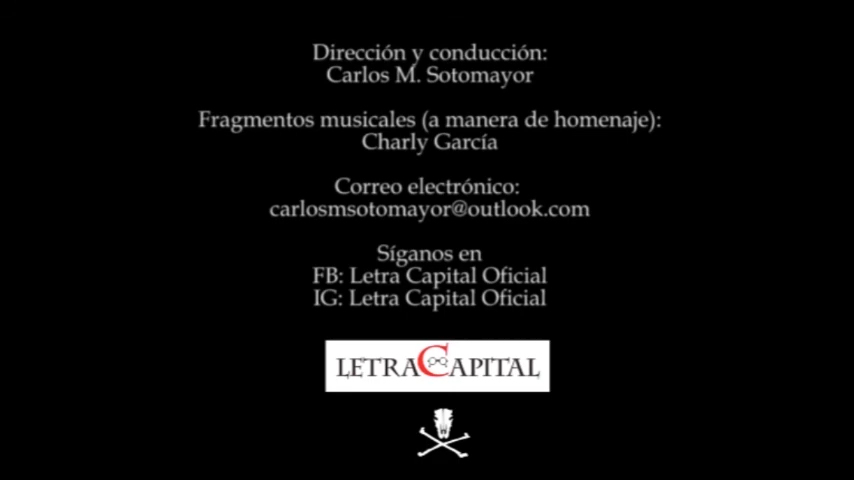 Dirección y conducción:
Carlos M. Sotomayor
Fragmentos musicales (a manera de homenaje):
Charly García
Correo electrónico:
carlosmsotomayor@outlook.com
Síganos en
FB: Letra Capital Oficial
IG: Letra Capital Oficial
LETRACAPITAL